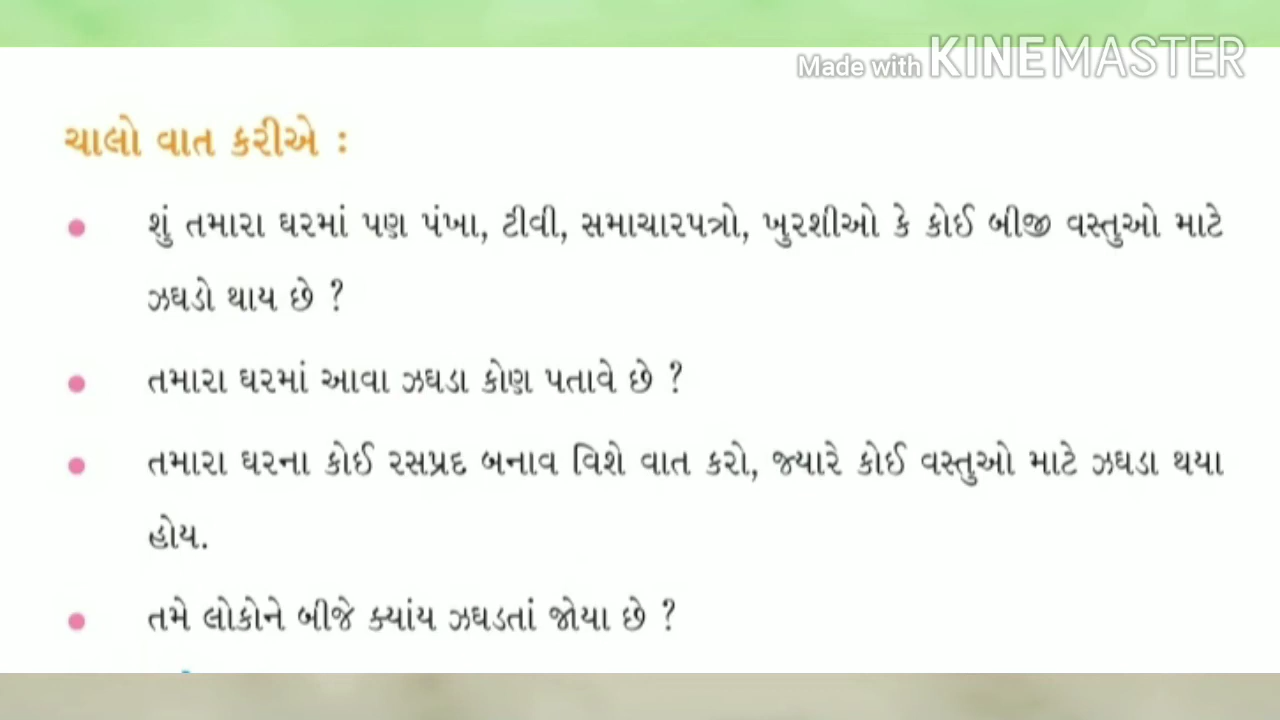 Made with KINEMASTER
ચાલો વાત કરીએ :
• શું તમારા ઘરમાં પણ પંખા, ટીવી, સમાચારપત્રો, ખુરશીઓ કે કોઈ બીજી વસ્તુઓ માટે
ઝઘડો થાય છે ?
• તમારા ઘરમાં આવા ઝઘડા કોણ પતાવે છે ?
• તમારા ઘરના કોઈ રસપ્રદ બનાવ વિશે વાત કરો, જ્યારે કોઈ વસ્તુઓ માટે ઝઘડા થયા
હોય.
• તમે લોકોને બીજે ક્યાંય ઝઘડતાં જોયા છે ?